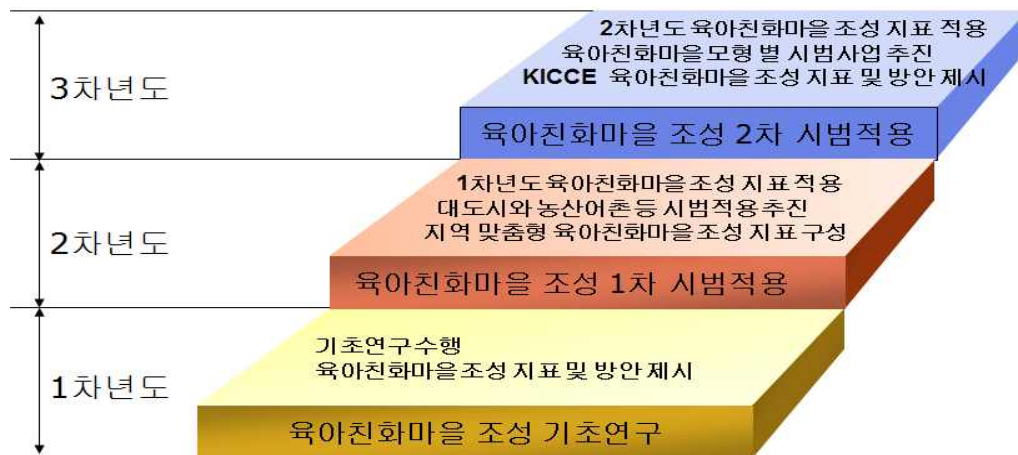 3차년도
2차년도 육아친화마을 조성 지표 적용
육아친화마을 모형 별 시범사업 추진
KICCE 육아친화마을 조성 지표 및 방안 제시
육아친화마을 조성 2차 시범적용
2차년도
1차년도 육아친화마을 조성 지표 적용
대도시와 농산어촌등 시범적용 추진
지역 맞춤형 육아친화마을 조성 지표 구성
육아친화마을 조성 1차 시범적용
1차년도
기초연구수행
육아친화마을 조성 지표 및 방안 제시
육아친화마을 조성 기초연구